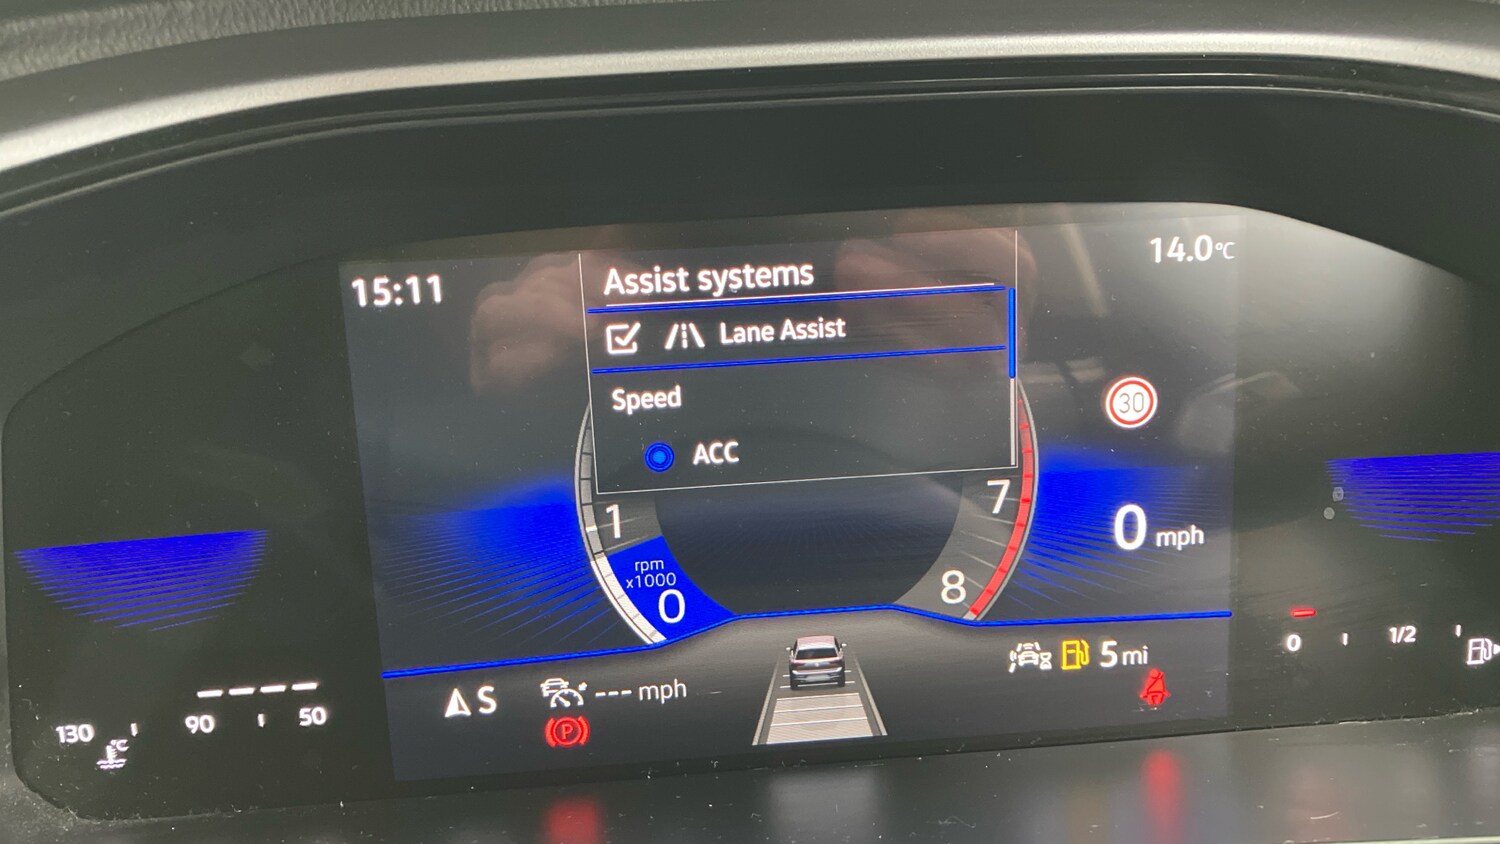 15:11
14.0°C
Assist systems
Lane Assist
Speed
30
ACC
1
7
0 mph
rpm
x1000
0
8
5 mi
0
1/2
S
--- mph
P
130
90
50
°C